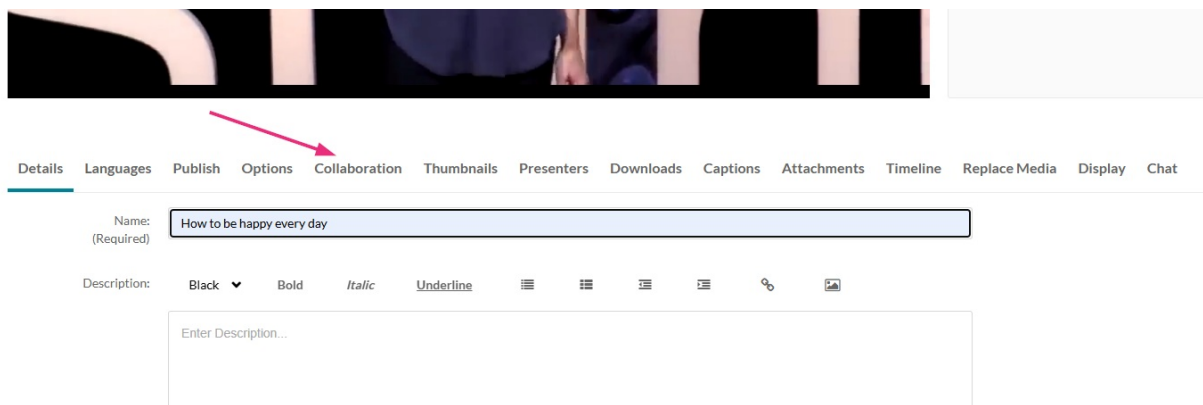 Details Languages Publish Options Collaboration Thumbnails Presenters Downloads Captions Attachments Timeline Replace Media Display Chat
Name: How to be happy every day
(Required)
Description: Black Bold Italic Underline
Enter Description...